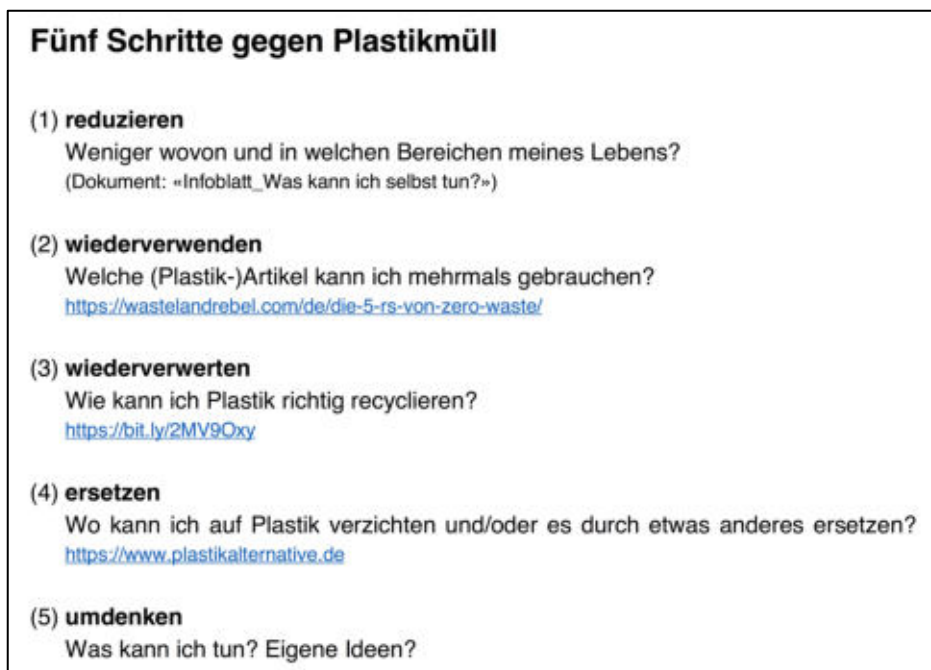 Fünf Schritte gegen Plastikmüll
(1) reduzieren
Weniger wovon und in welchen Bereichen meines Lebens?
(Dokument: «Infoblatt_Was kann ich selbst tun?»)
(2) wiederverwenden
Welche (Plastik-)Artikel kann ich mehrmals gebrauchen?
https://wastelandrebel.com/de/die-5-rs-von-zero-waste/
(3) wiederverwerten
Wie kann ich Plastik richtig recyclieren?
https://bit.ly/2MV9Oxy
(4) ersetzen
Wo kann ich auf Plastik verzichten und/oder es durch etwas anderes ersetzen?
https://www.plastikalternative.de
(5) umdenken
Was kann ich tun? Eigene Ideen?